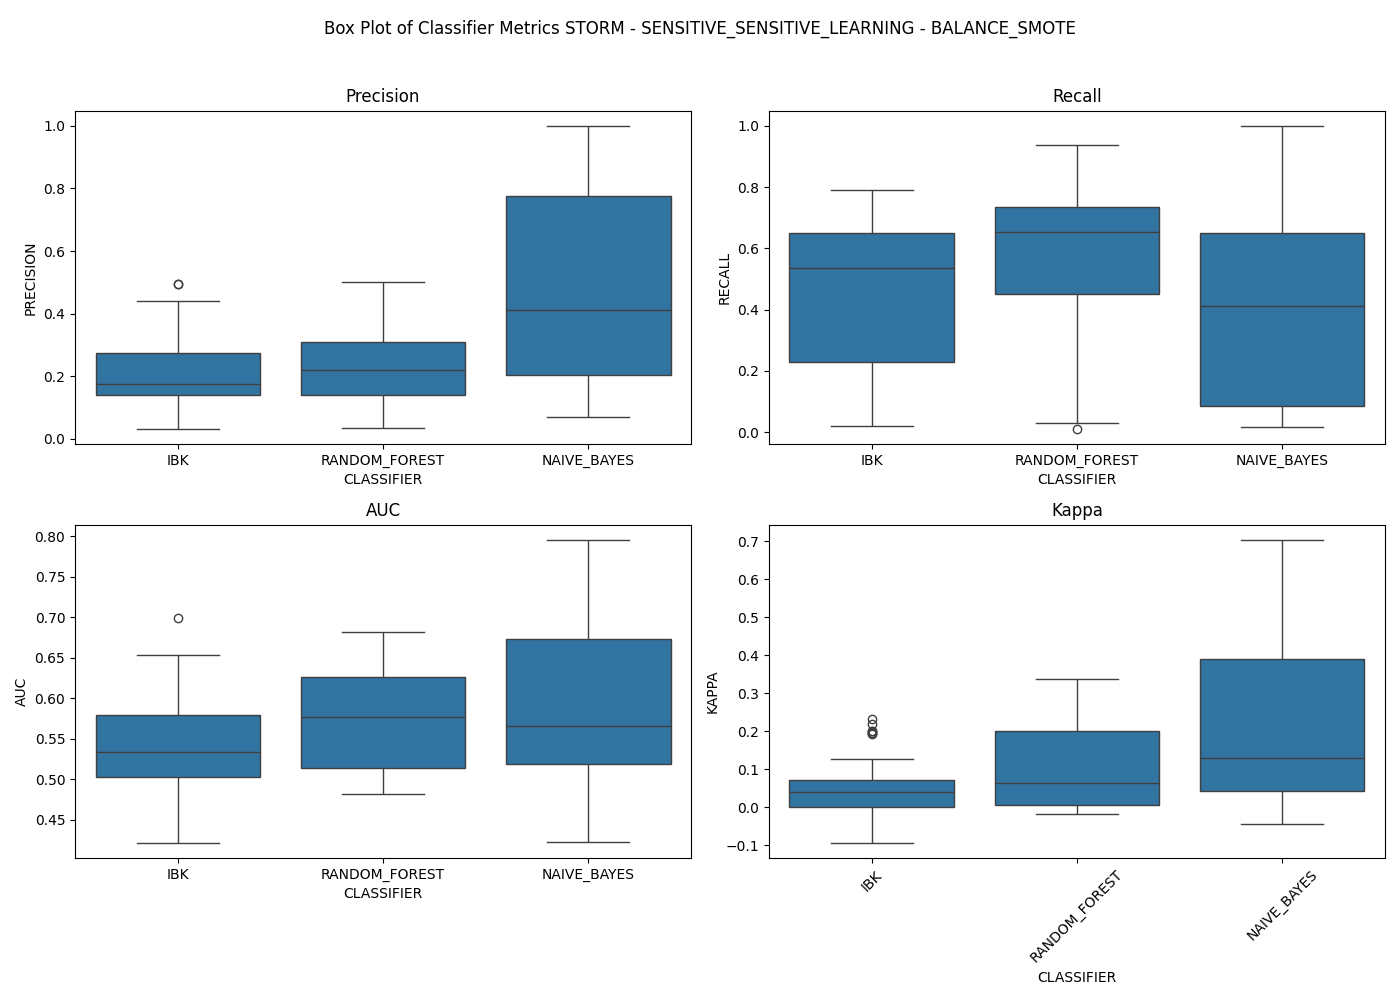 Box Plot of Classifier Metrics STORM - SENSITIVE_SENSITIVE_LEARNING - BALANCE_SMOTE
Precision
PRECISION
1.0
0.8
0.6
0.4
0.2
0.0
IBK
RANDOM_FOREST
NAIVE_BAYES
CLASSIFIER
Recall
RECALL
1.0
0.8
0.6
0.4
0.2
0.0
IBK
RANDOM_FOREST
NAIVE_BAYES
CLASSIFIER
AUC
AUC
0.80
0.75
0.70
0.65
0.60
0.55
0.50
0.45
IBK
RANDOM_FOREST
NAIVE_BAYES
CLASSIFIER
Kappa
KAPPA
0.7
0.6
0.5
0.4
0.3
0.2
0.1
0.0
−0.1
IBK
RANDOM_FOREST
NAIVE_BAYES
CLASSIFIER